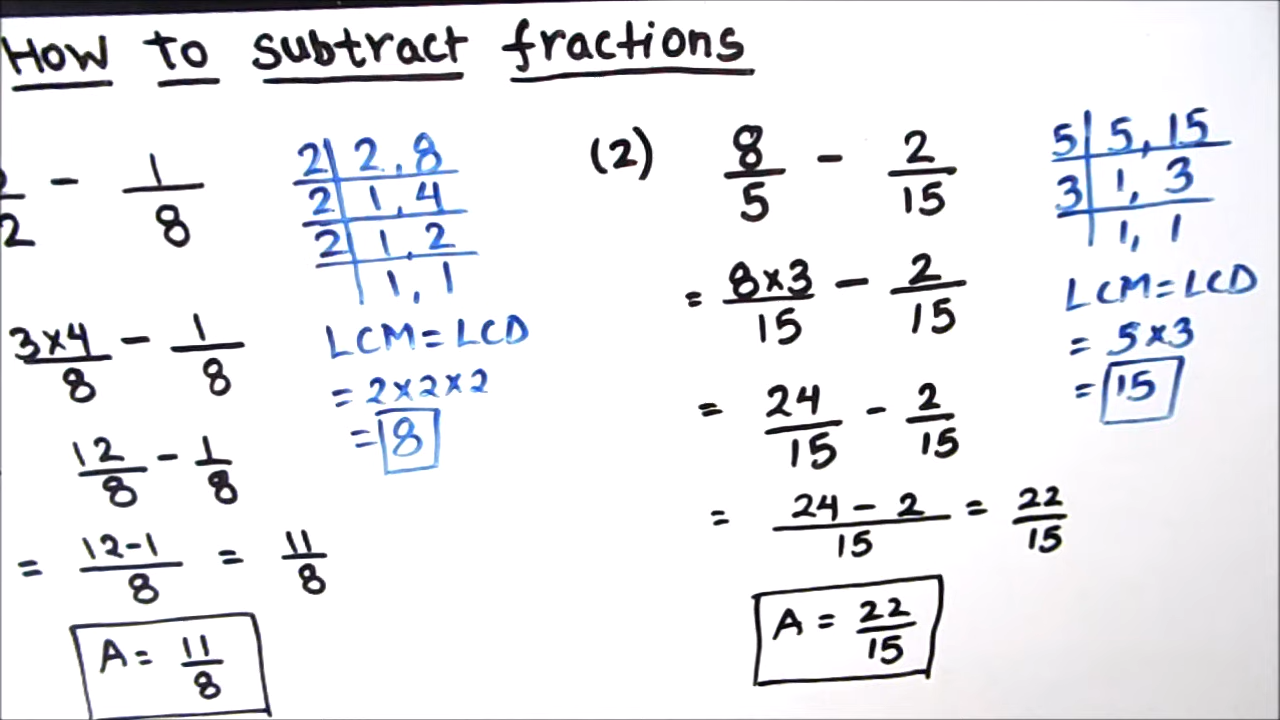 How to subtract fractions
/2 - 1/8
2 | 2, 8
2 | 1, 4
2 | 1, 2
1, 1
3×4/8 - 1/8
LCM = LCD
= 2×2×2
= 8
12/8 - 1/8
= 12-1/8 = 11/8
A = 11/8
(2) 8/5 - 2/15
5 | 5, 15
3 | 1, 3
1, 1
= 8×3/15 - 2/15
LCM = LCD
= 5×3
= 15
= 24/15 - 2/15
= 24-2/15 = 22/15
A = 22/15